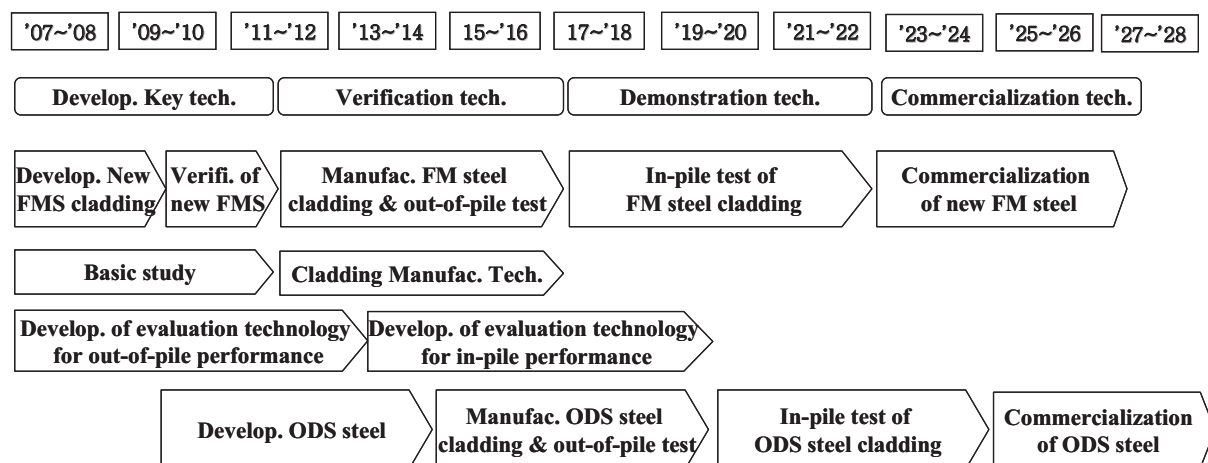 '07~'08 '09~'10 '11~'12 '13~'14 15~'16 17~'18 '19~'20 '21~'22 '23~'24 '25~'26 '27~'28
Develop. Key tech. Verification tech. Demonstration tech. Commercialization tech.
Develop. New
FMS cladding
Verifi. of
new FMS
Manufac. FM steel
cladding & out-of-pile test
In-pile test of
FM steel cladding
Commercialization
of new FM steel
Basic study
Cladding Manufac. Tech.
Develop. of evaluation technology
for out-of-pile performance
Develop. of evaluation technology
for in-pile performance
Develop. ODS steel
Manufac. ODS steel
cladding & out-of-pile test
In-pile test of
ODS steel cladding
Commercialization
of ODS steel